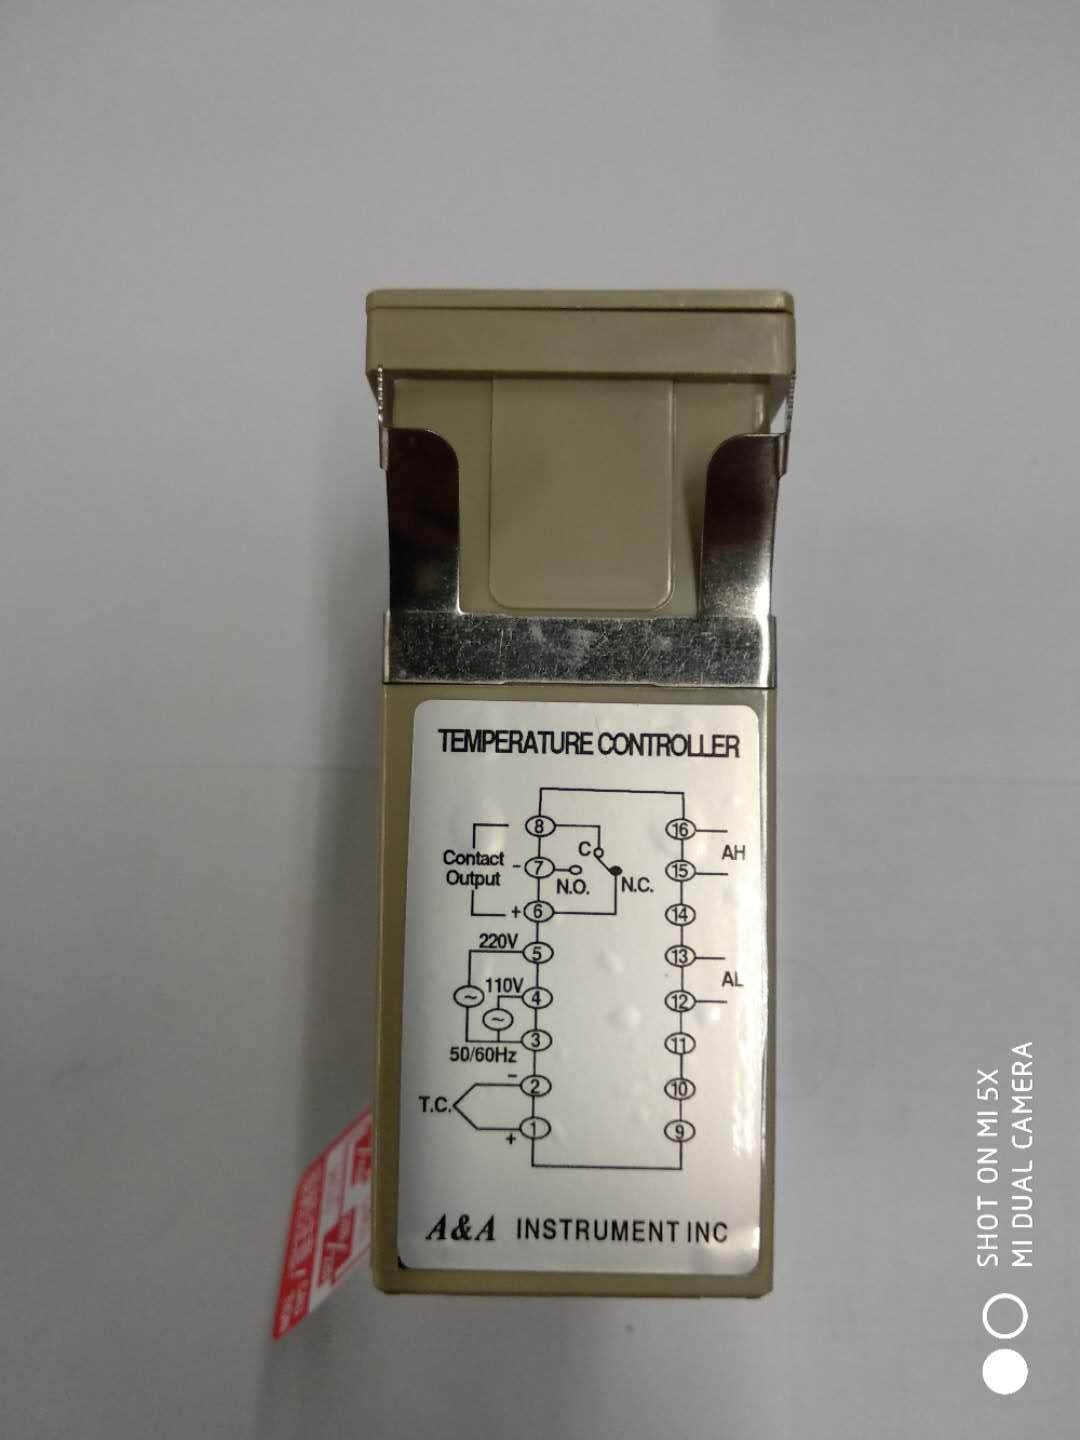 TEMPERATURE CONTROLLER
8
16
C
AH
Contact
Output
- 7
15
N.O.
N.C.
+ 6
14
220V
5
13
AL
110V
~
4
12
~
3
11
50/60Hz
- 2
10
T.C.
+ 1
9
A&A INSTRUMENT INC
SHOT ON MI 5X
MI DUAL CAMERA